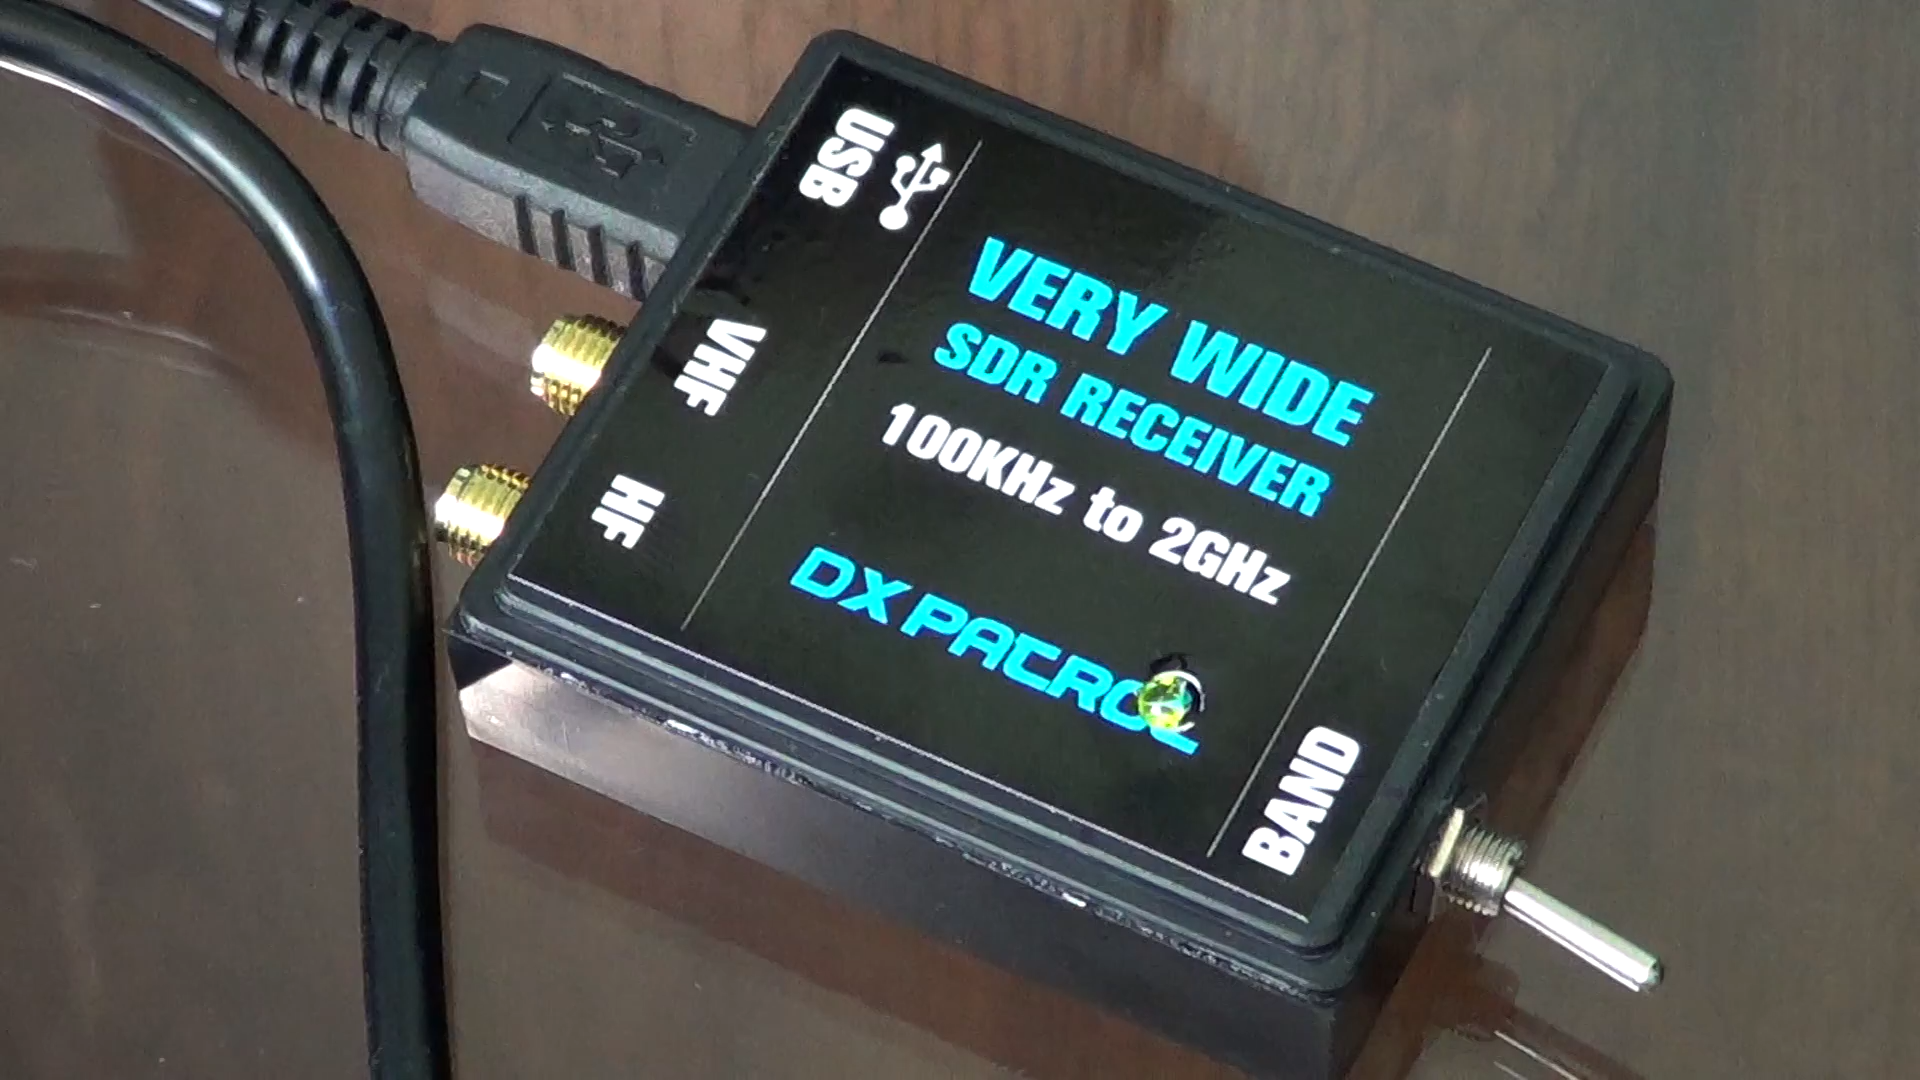 USB
VHF
HF
VERY WIDE
SDR RECEIVER
100KHz to 2GHz
DX PATROL
BAND